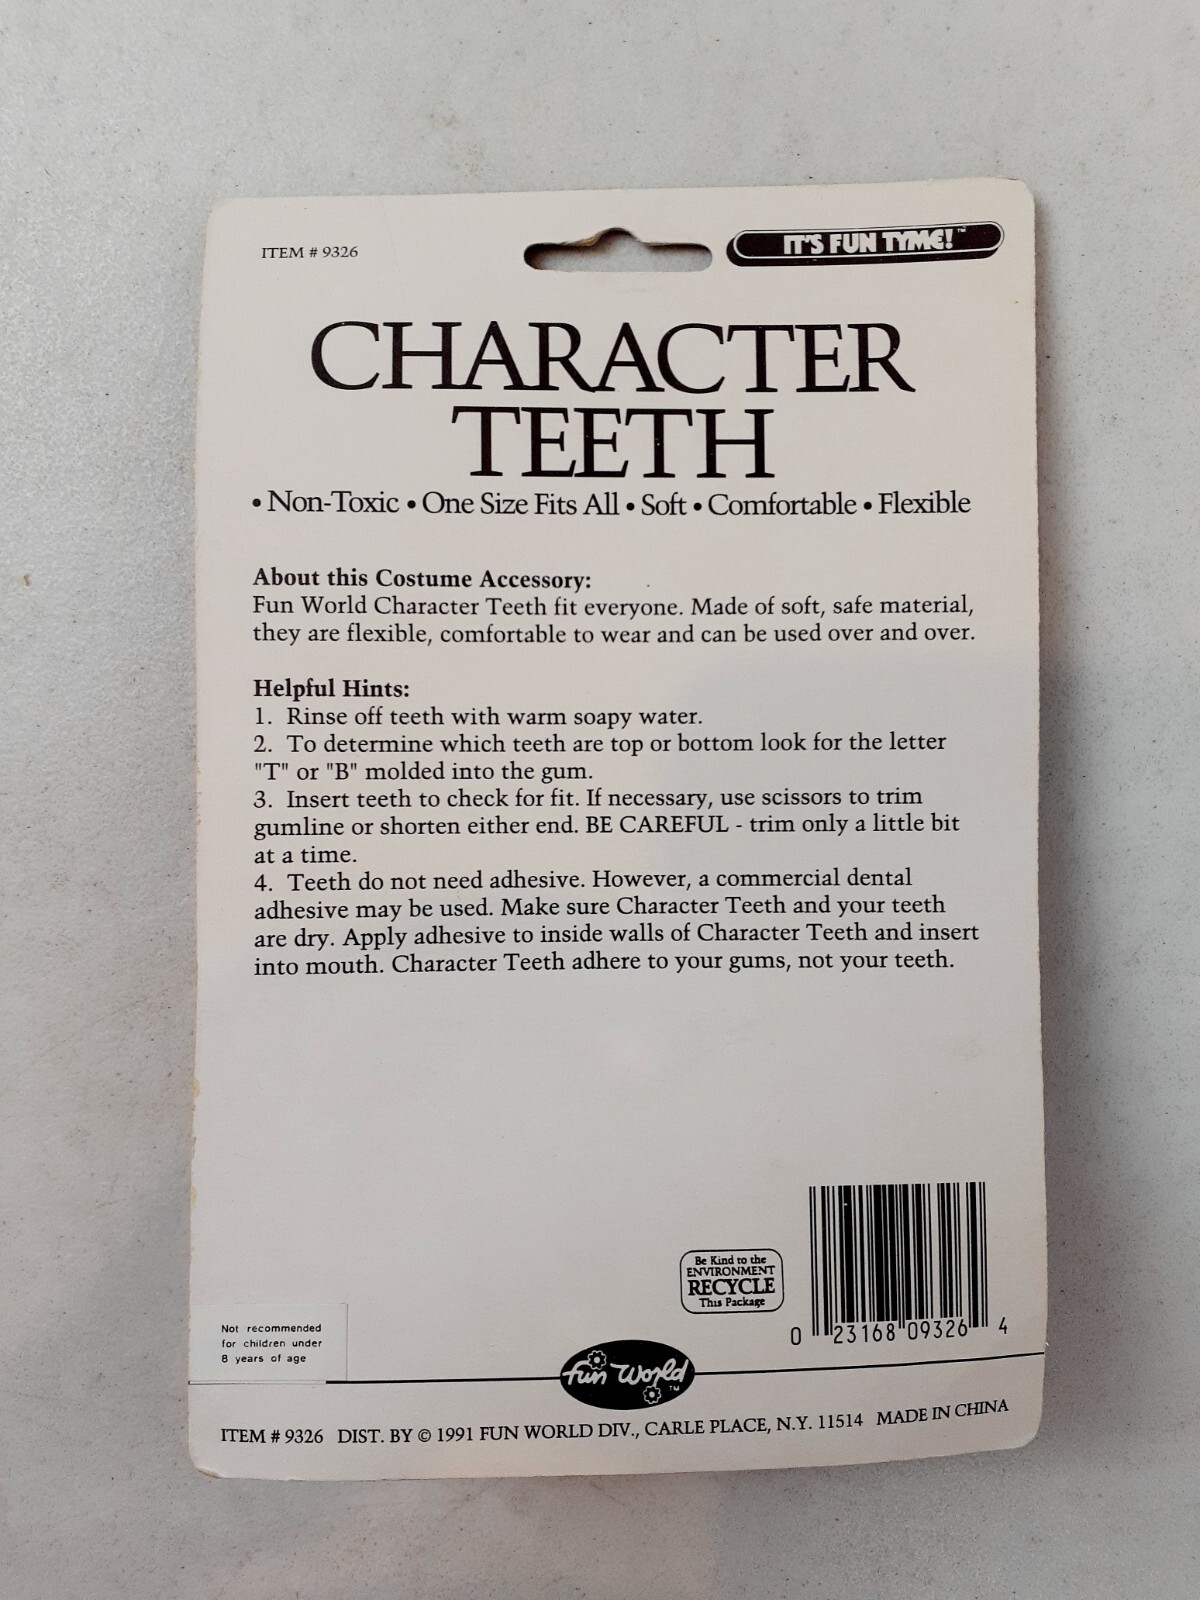 ITEM # 9326
IT'S FUN TYME!™
CHARACTER
TEETH
• Non-Toxic • One Size Fits All • Soft • Comfortable • Flexible
About this Costume Accessory:
Fun World Character Teeth fit everyone. Made of soft, safe material,
they are flexible, comfortable to wear and can be used over and over.
Helpful Hints:
1. Rinse off teeth with warm soapy water.
2. To determine which teeth are top or bottom look for the letter
"T" or "B" molded into the gum.
3. Insert teeth to check for fit. If necessary, use scissors to trim
gumline or shorten either end. BE CAREFUL - trim only a little bit
at a time.
4. Teeth do not need adhesive. However, a commercial dental
adhesive may be used. Make sure Character Teeth and your teeth
are dry. Apply adhesive to inside walls of Character Teeth and insert
into mouth. Character Teeth adhere to your gums, not your teeth.
Be Kind to the
ENVIRONMENT
RECYCLE
This Package
0 23168 09326 4
Not recommended
for children under
8 years of age
fun World™
ITEM # 9326 DIST. BY © 1991 FUN WORLD DIV., CARLE PLACE, N.Y. 11514 MADE IN CHINA